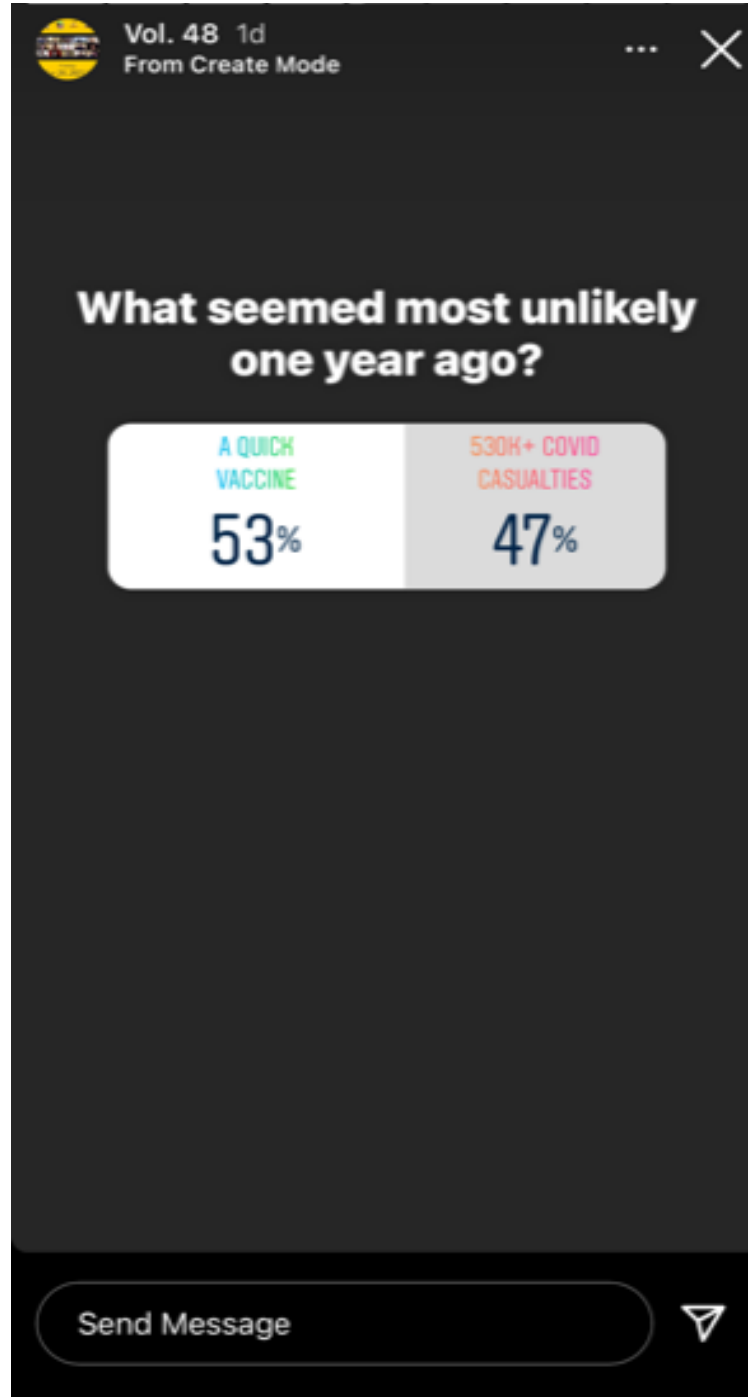 Vol. 48 1d
From Create Mode
What seemed most unlikely
one year ago?
A QUICK
VACCINE
53%
530K+ COVID
CASUALTIES
47%
Send Message